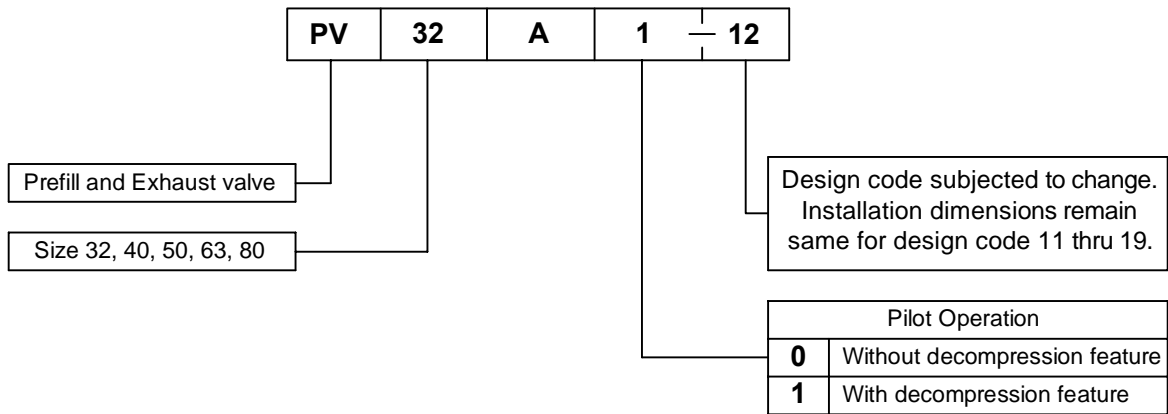 PV 32 A 1 — 12
Prefill and Exhaust valve
Size 32, 40, 50, 63, 80
Design code subjected to change.
Installation dimensions remain
same for design code 11 thru 19.
Pilot Operation
0 Without decompression feature
1 With decompression feature